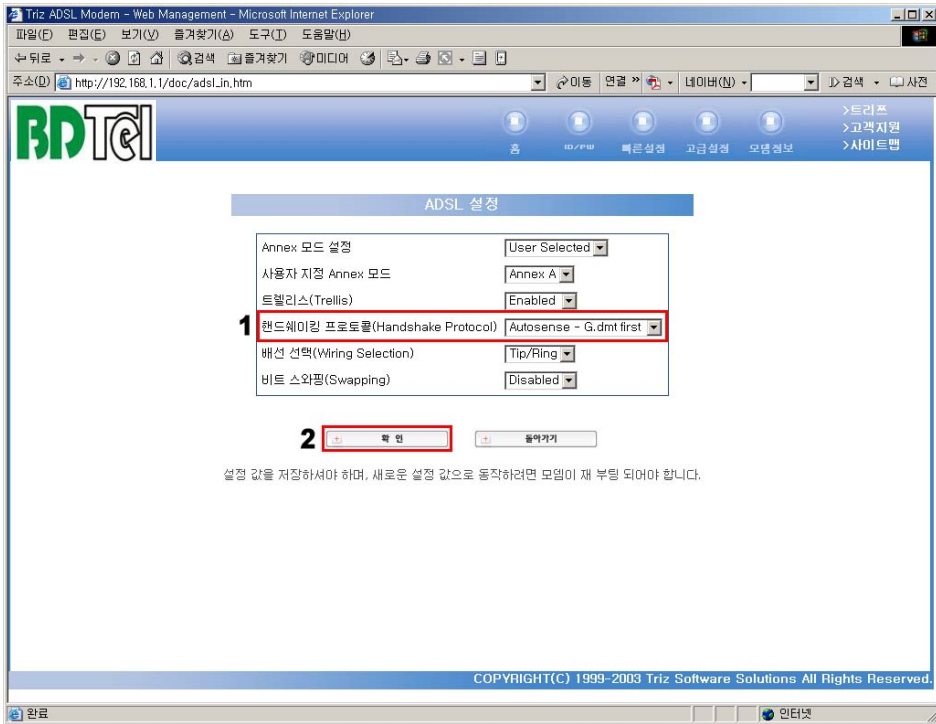 Triz ADSL Modem - Web Management - Microsoft Internet Explorer
파일(F) 편집(E) 보기(V) 즐겨찾기(A) 도구(T) 도움말(H)
뒤로 검색 즐겨찾기 미디어
주소(D) http://192.168.1.1/doc/adsl_in.htm 이동 연결 » 네이버(N) 검색 사전
BDTel
홈 ID/PW 빠른설정 고급설정 모뎀정보
>트리쯔
>고객지원
>사이트맵
ADSL 설정
Annex 모드 설정 User Selected
사용자 지정 Annex 모드 Annex A
트렐리스(Trellis) Enabled
1 핸드쉐이킹 프로토콜(Handshake Protocol) Autosense - G.dmt first
배선 선택(Wiring Selection) Tip/Ring
비트 스와핑(Swapping) Disabled
2 확 인 돌아가기
설정 값을 저장하셔야 하며, 새로운 설정 값으로 동작하려면 모뎀이 재 부팅 되어야 합니다.
COPYRIGHT(C) 1999-2003 Triz Software Solutions All Rights Reserved.
완료 인터넷